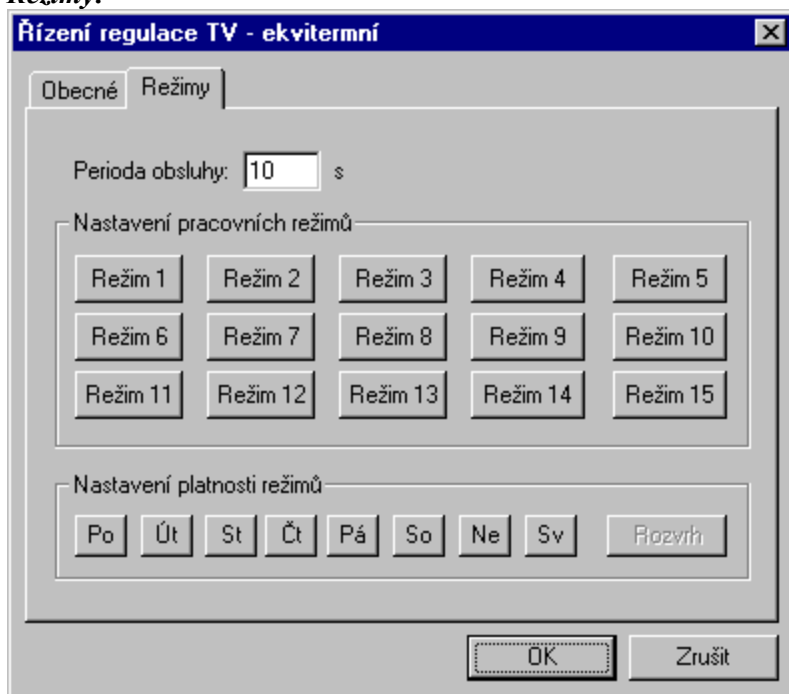 Režimy:
Řízení regulace TV - ekvitermní
Obecné Režimy
Perioda obsluhy: 10 s
Nastavení pracovních režimů
Režim 1 Režim 2 Režim 3 Režim 4 Režim 5
Režim 6 Režim 7 Režim 8 Režim 9 Režim 10
Režim 11 Režim 12 Režim 13 Režim 14 Režim 15
Nastavení platnosti režimů
Po Út St Čt Pá So Ne Sv Rozvrh
OK Zrušit